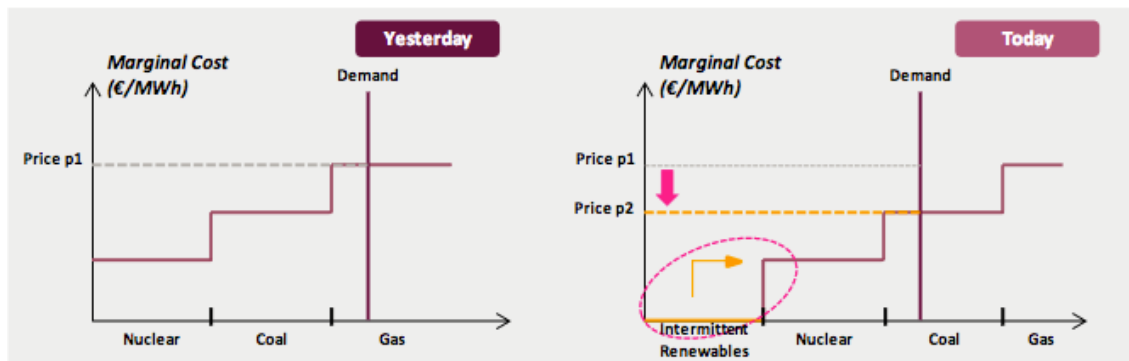 Yesterday
Marginal Cost
(€/MWh)
Demand
Price p1
Nuclear
Coal
Gas
Today
Marginal Cost
(€/MWh)
Demand
Price p1
Price p2
Intermittent
Renewables
Nuclear
Coal
Gas